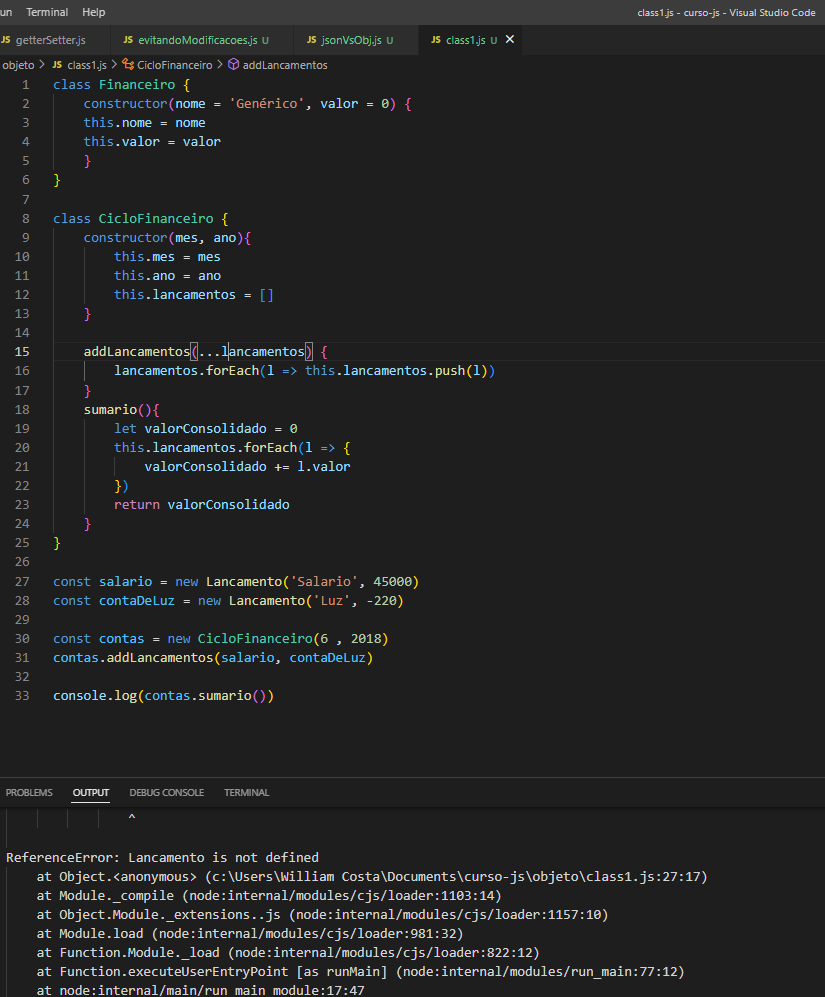 un Terminal Help class1.js - curso-js - Visual Studio Code
JS getterSetter.js JS evitandoModificacoes.js U JS jsonVsObj.js U JS class1.js U
objeto > JS class1.js > CicloFinanceiro > addLancamentos
1 class Financeiro {
2 constructor(nome = 'Genérico', valor = 0) {
3 this.nome = nome
4 this.valor = valor
5 }
6 }
7
8 class CicloFinanceiro {
9 constructor(mes, ano){
10 this.mes = mes
11 this.ano = ano
12 this.lancamentos = []
13 }
14
15 addLancamentos(...lancamentos) {
16 lancamentos.forEach(l => this.lancamentos.push(l))
17 }
18 sumario(){
19 let valorConsolidado = 0
20 this.lancamentos.forEach(l => {
21 valorConsolidado += l.valor
22 })
23 return valorConsolidado
24 }
25 }
26
27 const salario = new Lancamento('Salario', 45000)
28 const contaDeLuz = new Lancamento('Luz', -220)
29
30 const contas = new CicloFinanceiro(6 , 2018)
31 contas.addLancamentos(salario, contaDeLuz)
32
33 console.log(contas.sumario())
PROBLEMS OUTPUT DEBUG CONSOLE TERMINAL
^
ReferenceError: Lancamento is not defined
at Object.<anonymous> (c:\Users\William Costa\Documents\curso-js\objeto\class1.js:27:17)
at Module._compile (node:internal/modules/cjs/loader:1103:14)
at Object.Module._extensions..js (node:internal/modules/cjs/loader:1157:10)
at Module.load (node:internal/modules/cjs/loader:981:32)
at Function.Module._load (node:internal/modules/cjs/loader:822:12)
at Function.executeUserEntryPoint [as runMain] (node:internal/modules/run_main:77:12)
at node:internal/main/run_main_module:17:47